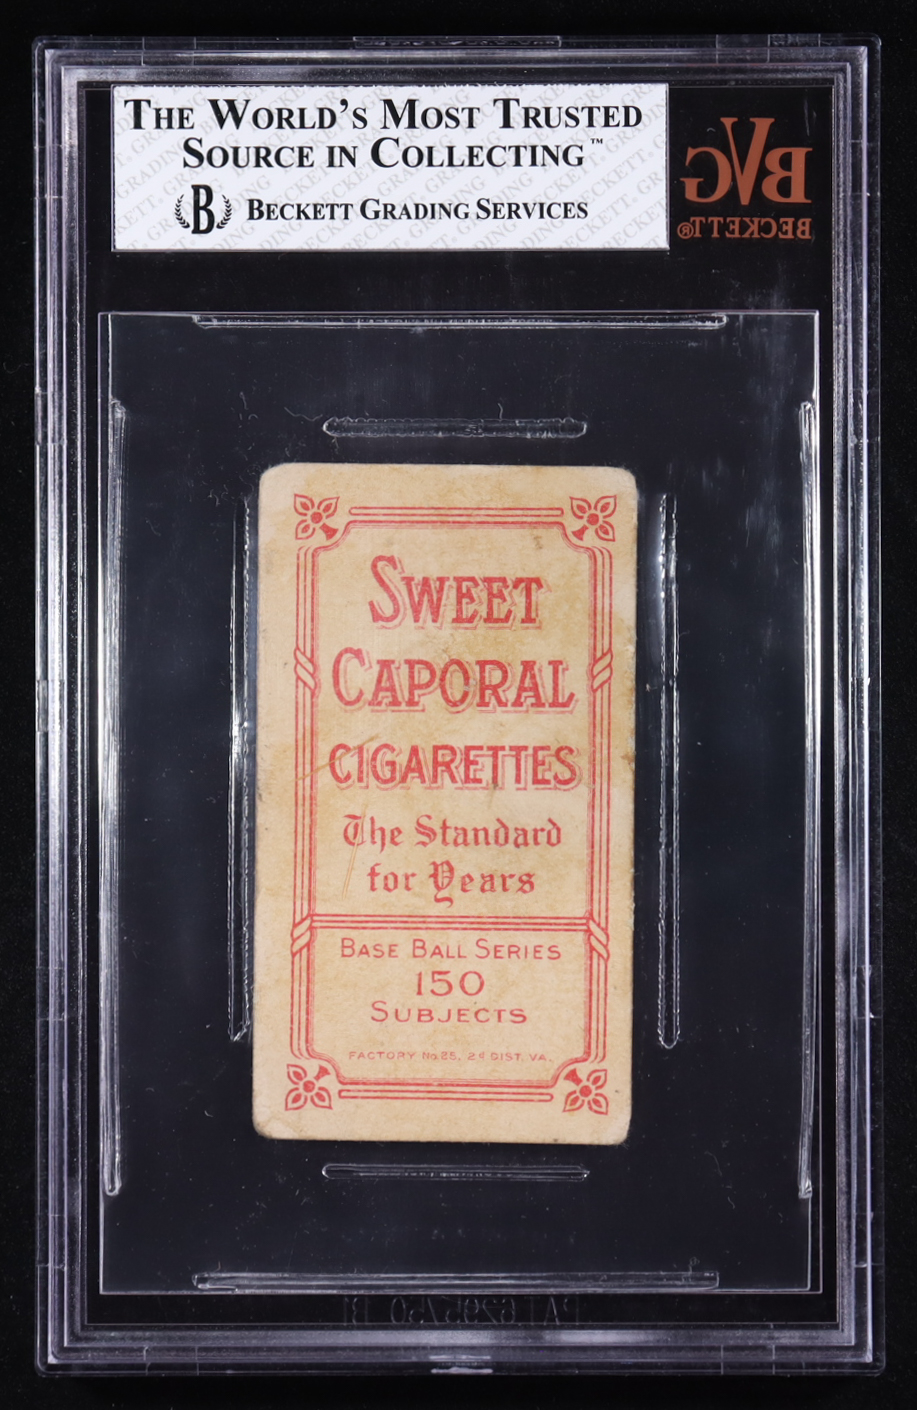 THE WORLD'S MOST TRUSTED
SOURCE IN COLLECTING™
B BECKETT GRADING SERVICES
BVG
BECKETT®
SWEET
CAPORAL
CIGARETTES
The Standard
for Years
BASE BALL SERIES
150
SUBJECTS
FACTORY No. 25, 2d DIST. VA.